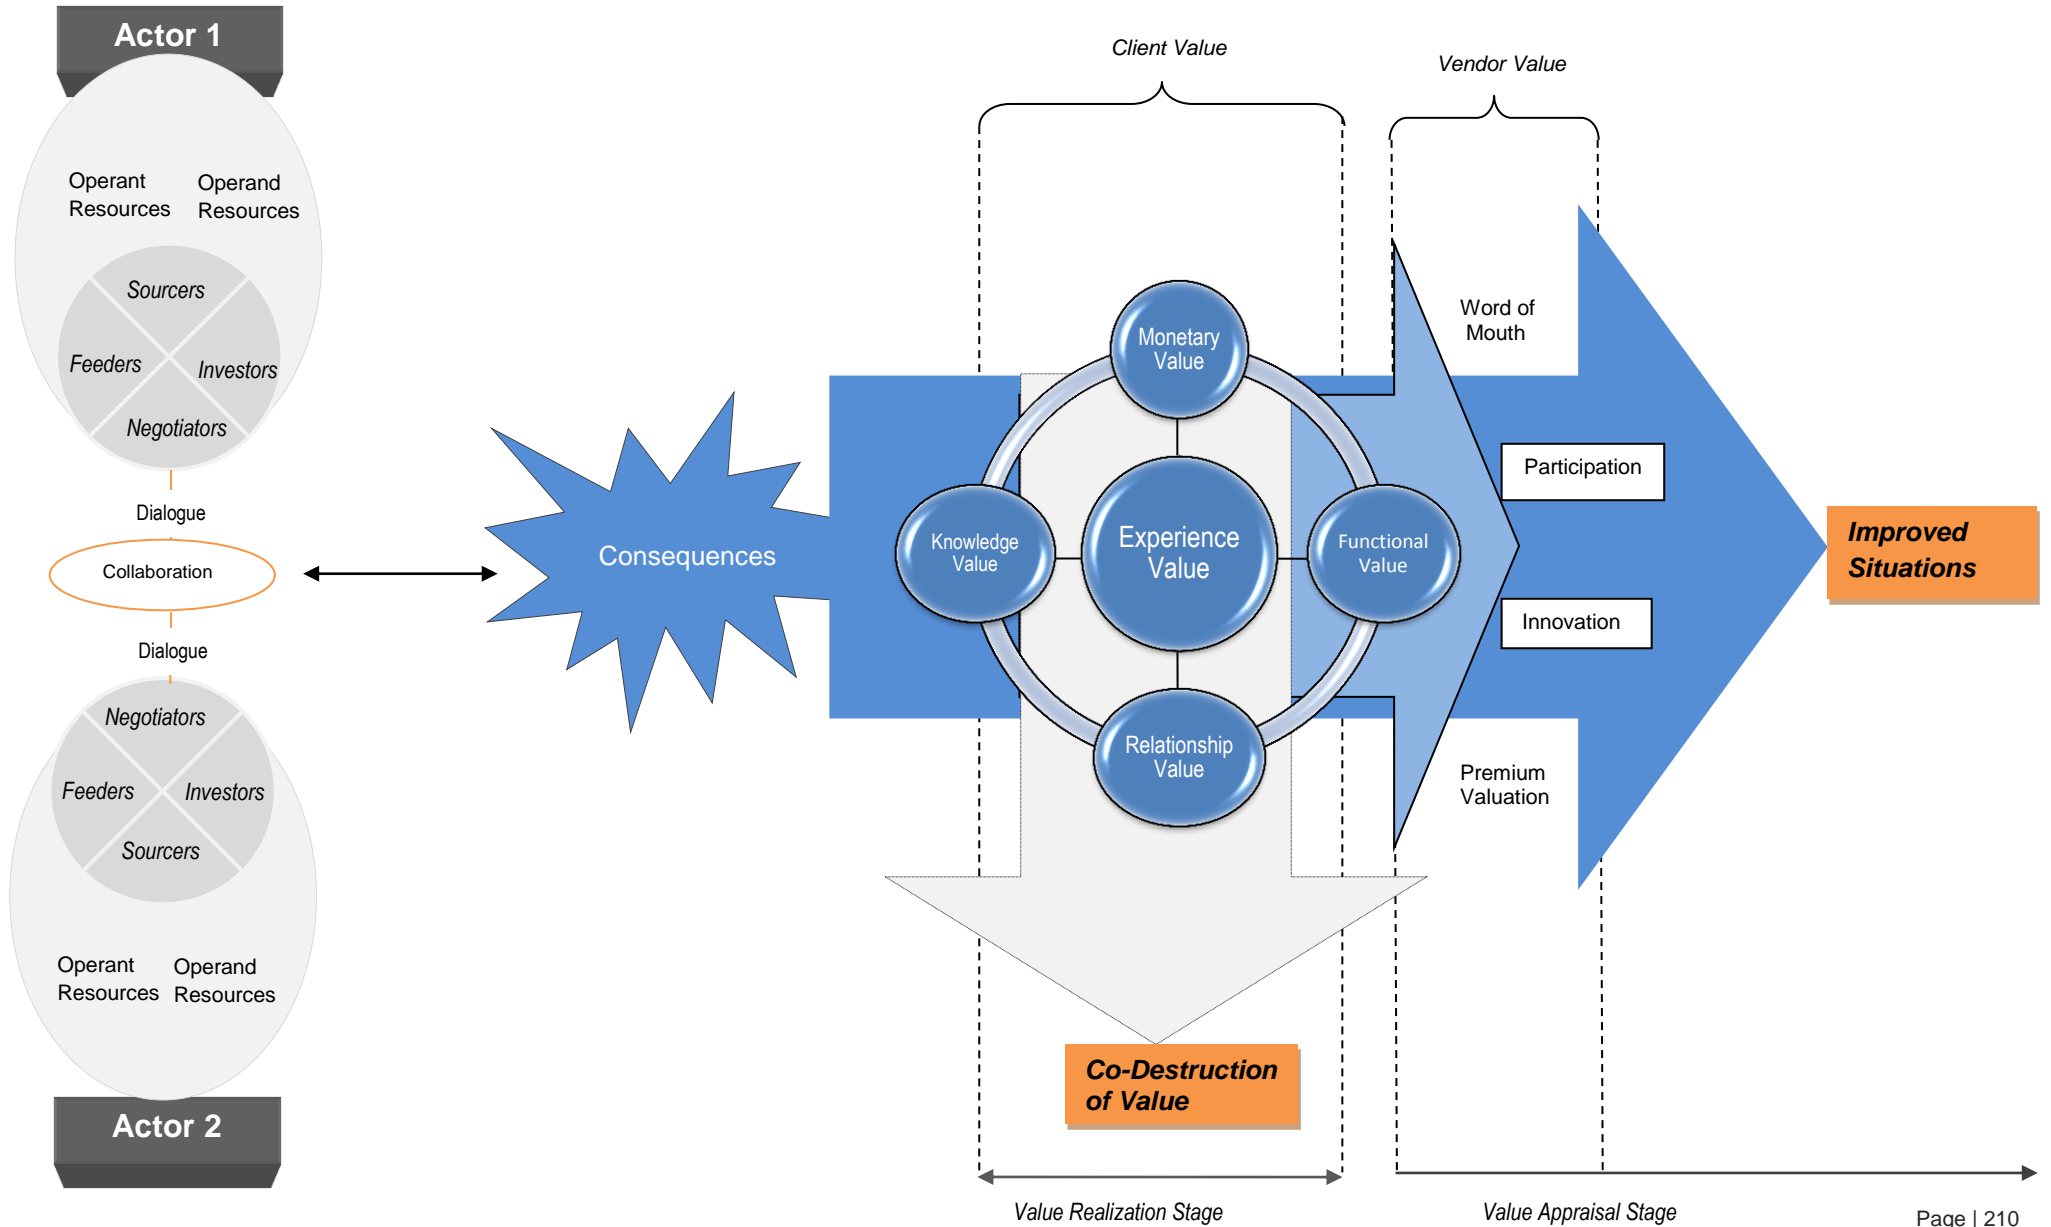 Actor 1
Operant
Resources
Operand
Resources
Sourcers
Feeders
Investors
Negotiators
Dialogue
Collaboration
Dialogue
Negotiators
Feeders
Investors
Sourcers
Operant
Resources
Operand
Resources
Actor 2
Consequences
Client Value
Vendor Value
Monetary
Value
Knowledge
Value
Experience
Value
Functional
Value
Relationship
Value
Word of
Mouth
Participation
Innovation
Premium
Valuation
Improved
Situations
Co-Destruction
of Value
Value Realization Stage
Value Appraisal Stage
Page | 210